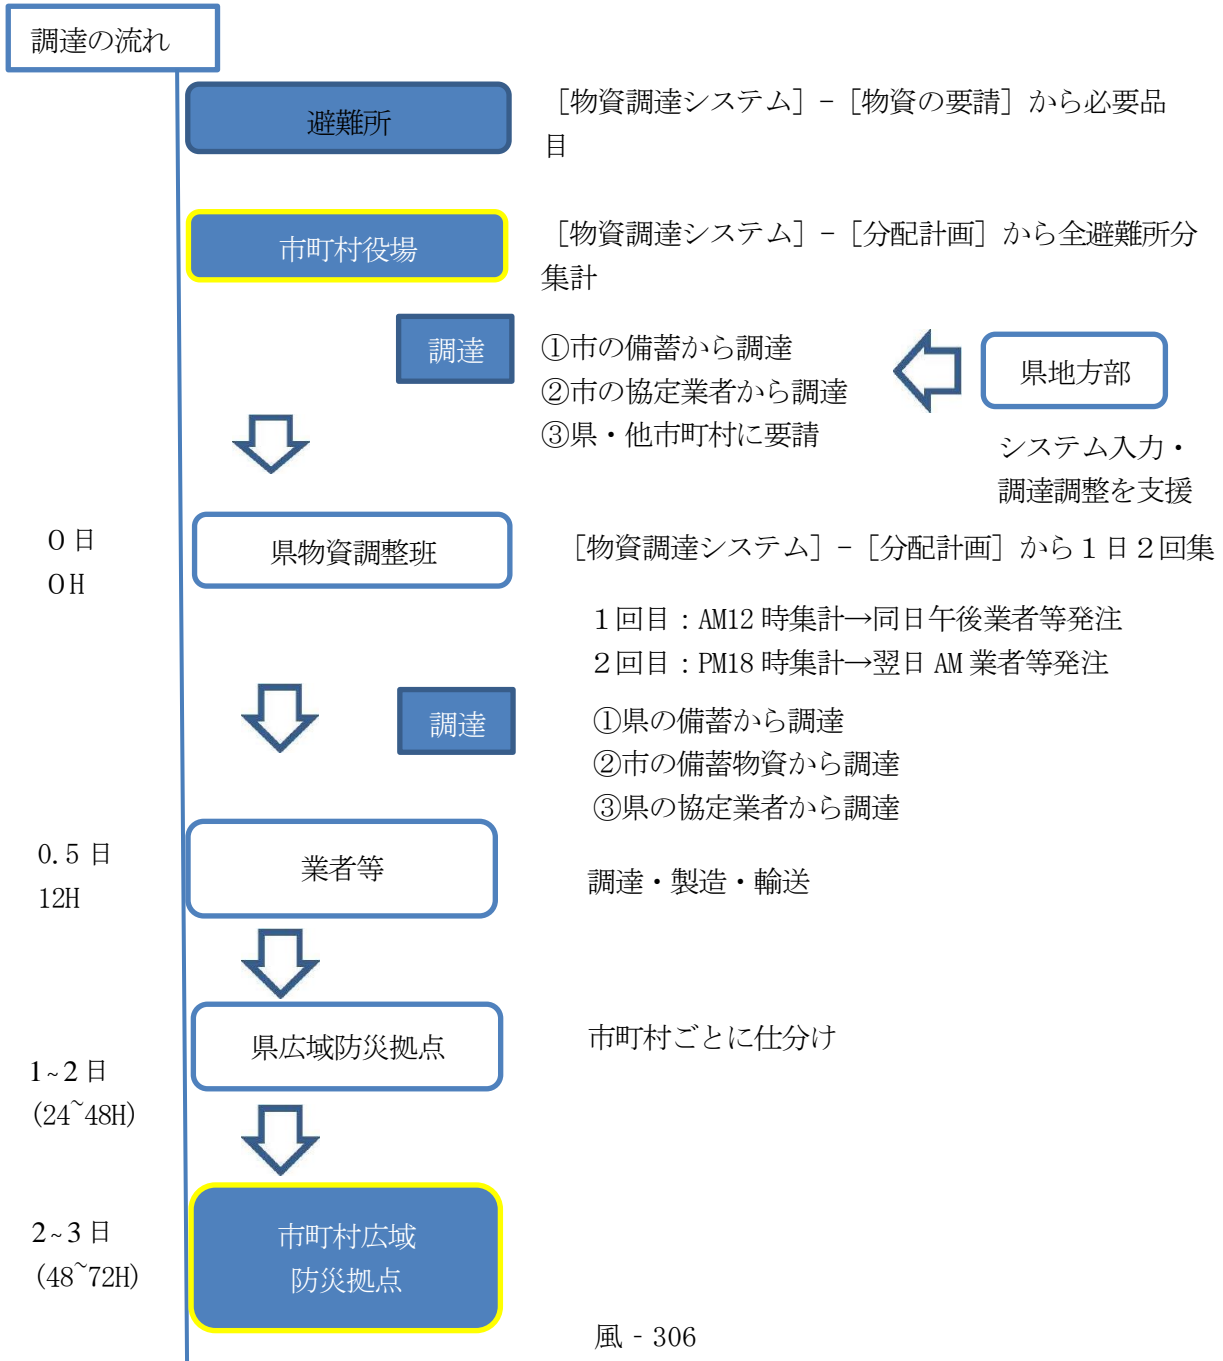 調達の流れ
避難所
［物資調達システム］−［物資の要請］から必要品
目
市町村役場
［物資調達システム］−［分配計画］から全避難所分
集計
調達
①市の備蓄から調達
②市の協定業者から調達
③県・他市町村に要請
県地方部
システム入力・
調達調整を支援
0日
0H
県物資調整班
［物資調達システム］−［分配計画］から１日２回集
１回目：AM12 時集計→同日午後業者等発注
２回目：PM18 時集計→翌日 AM 業者等発注
調達
①県の備蓄から調達
②市の備蓄物資から調達
③県の協定業者から調達
0.5 日
12H
業者等
調達・製造・輸送
県広域防災拠点
市町村ごとに仕分け
1~2 日
(24~48H)
2~3 日
(48~72H)
市町村広域
防災拠点
風‐306